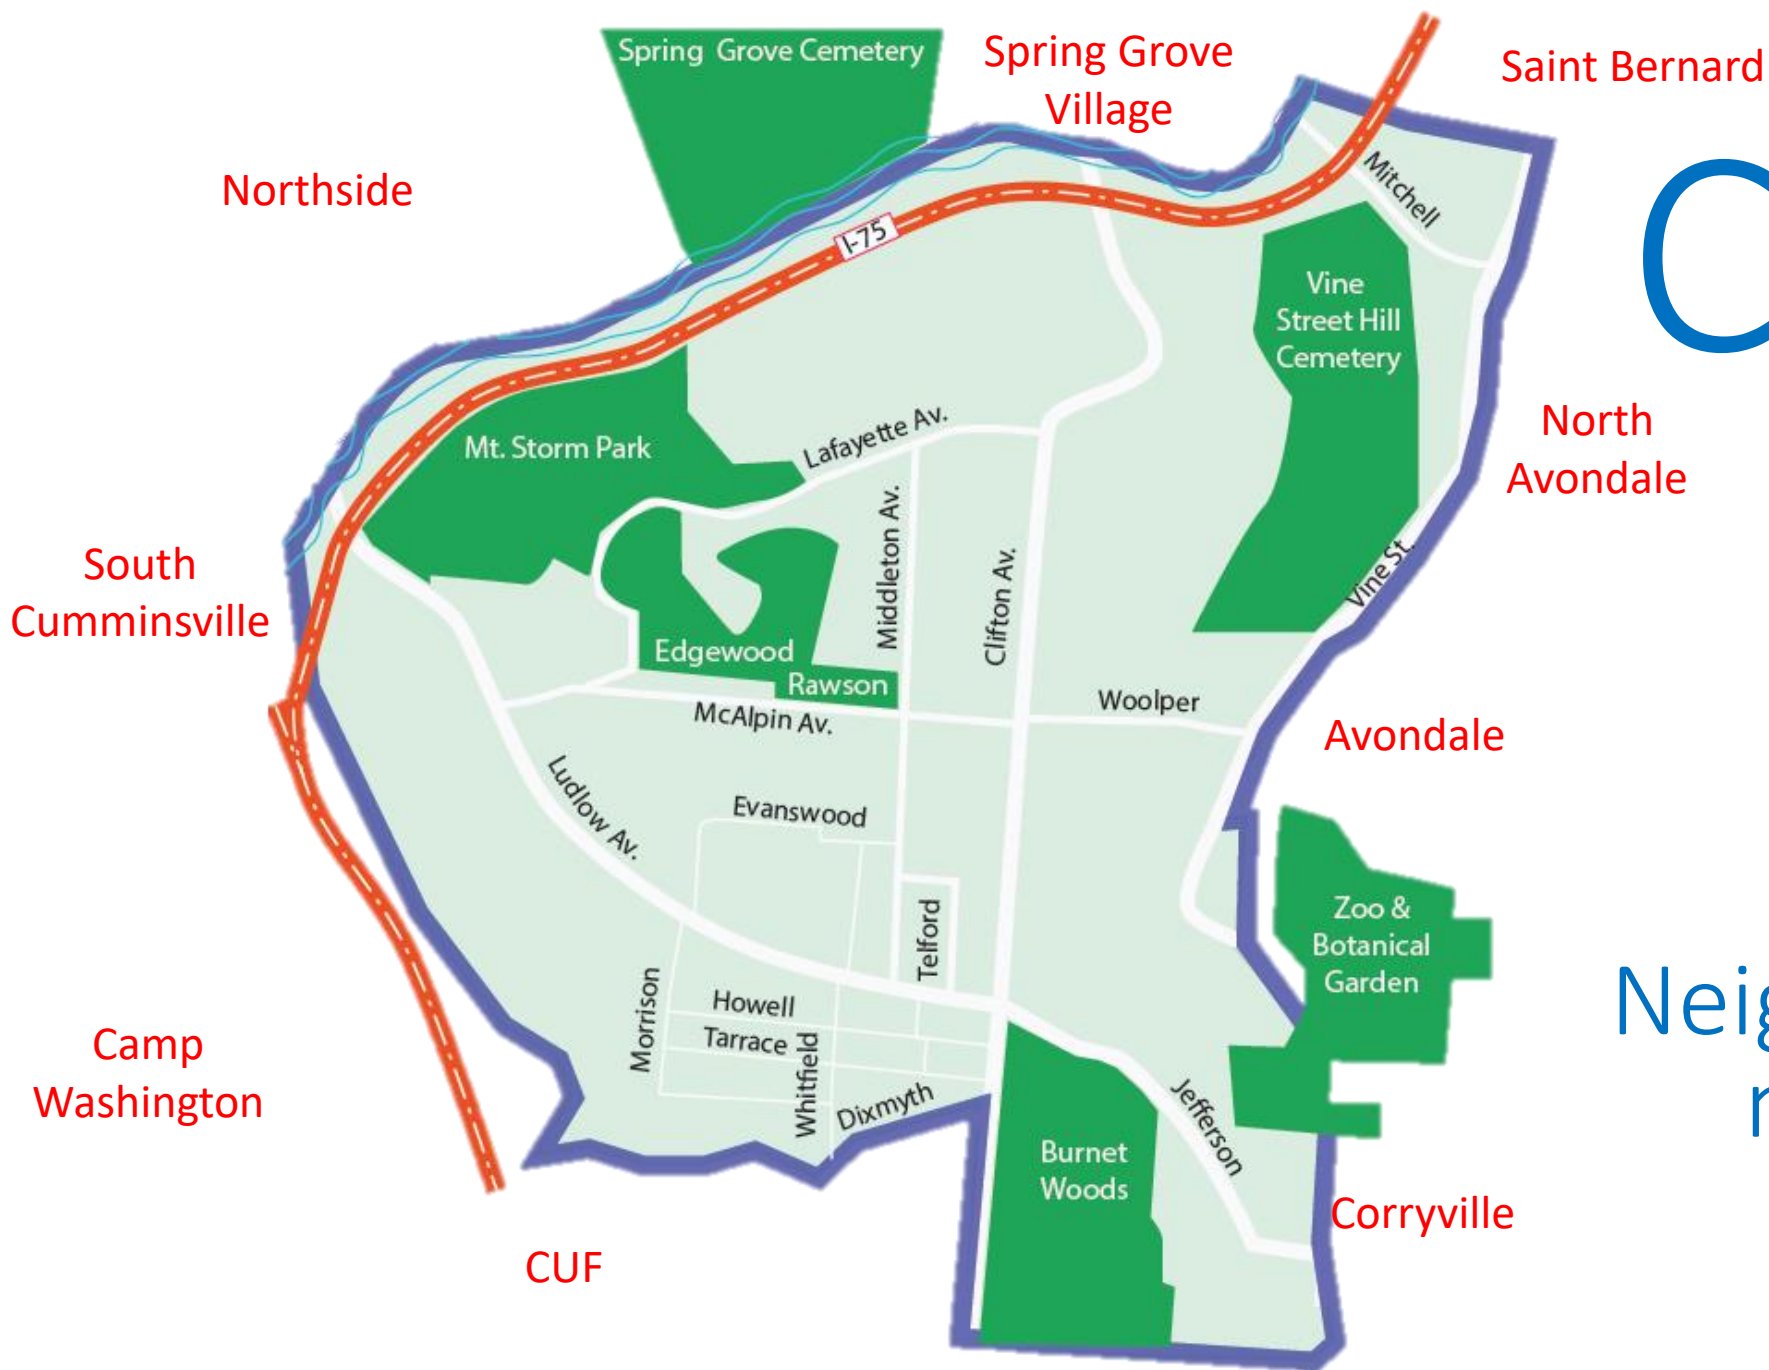 Spring Grove Cemetery
Spring Grove
Village
Saint Bernard
Northside
Mitchell
C
I-75
Vine
Street Hill
Cemetery
North
Avondale
Lafayette Av.
Mt. Storm Park
Middleton Av.
Clifton Av.
Vine St.
South
Cumminsville
Edgewood
Rawson
McAlpin Av.
Woolper
Avondale
Ludlow Av.
Evanswood
Telford
Zoo &
Botanical
Garden
Neig
Morrison
Howell
Tarrace
Whitfield
Dixmyth
Camp
Washington
Jefferson
Burnet
Woods
Corryville
CUF